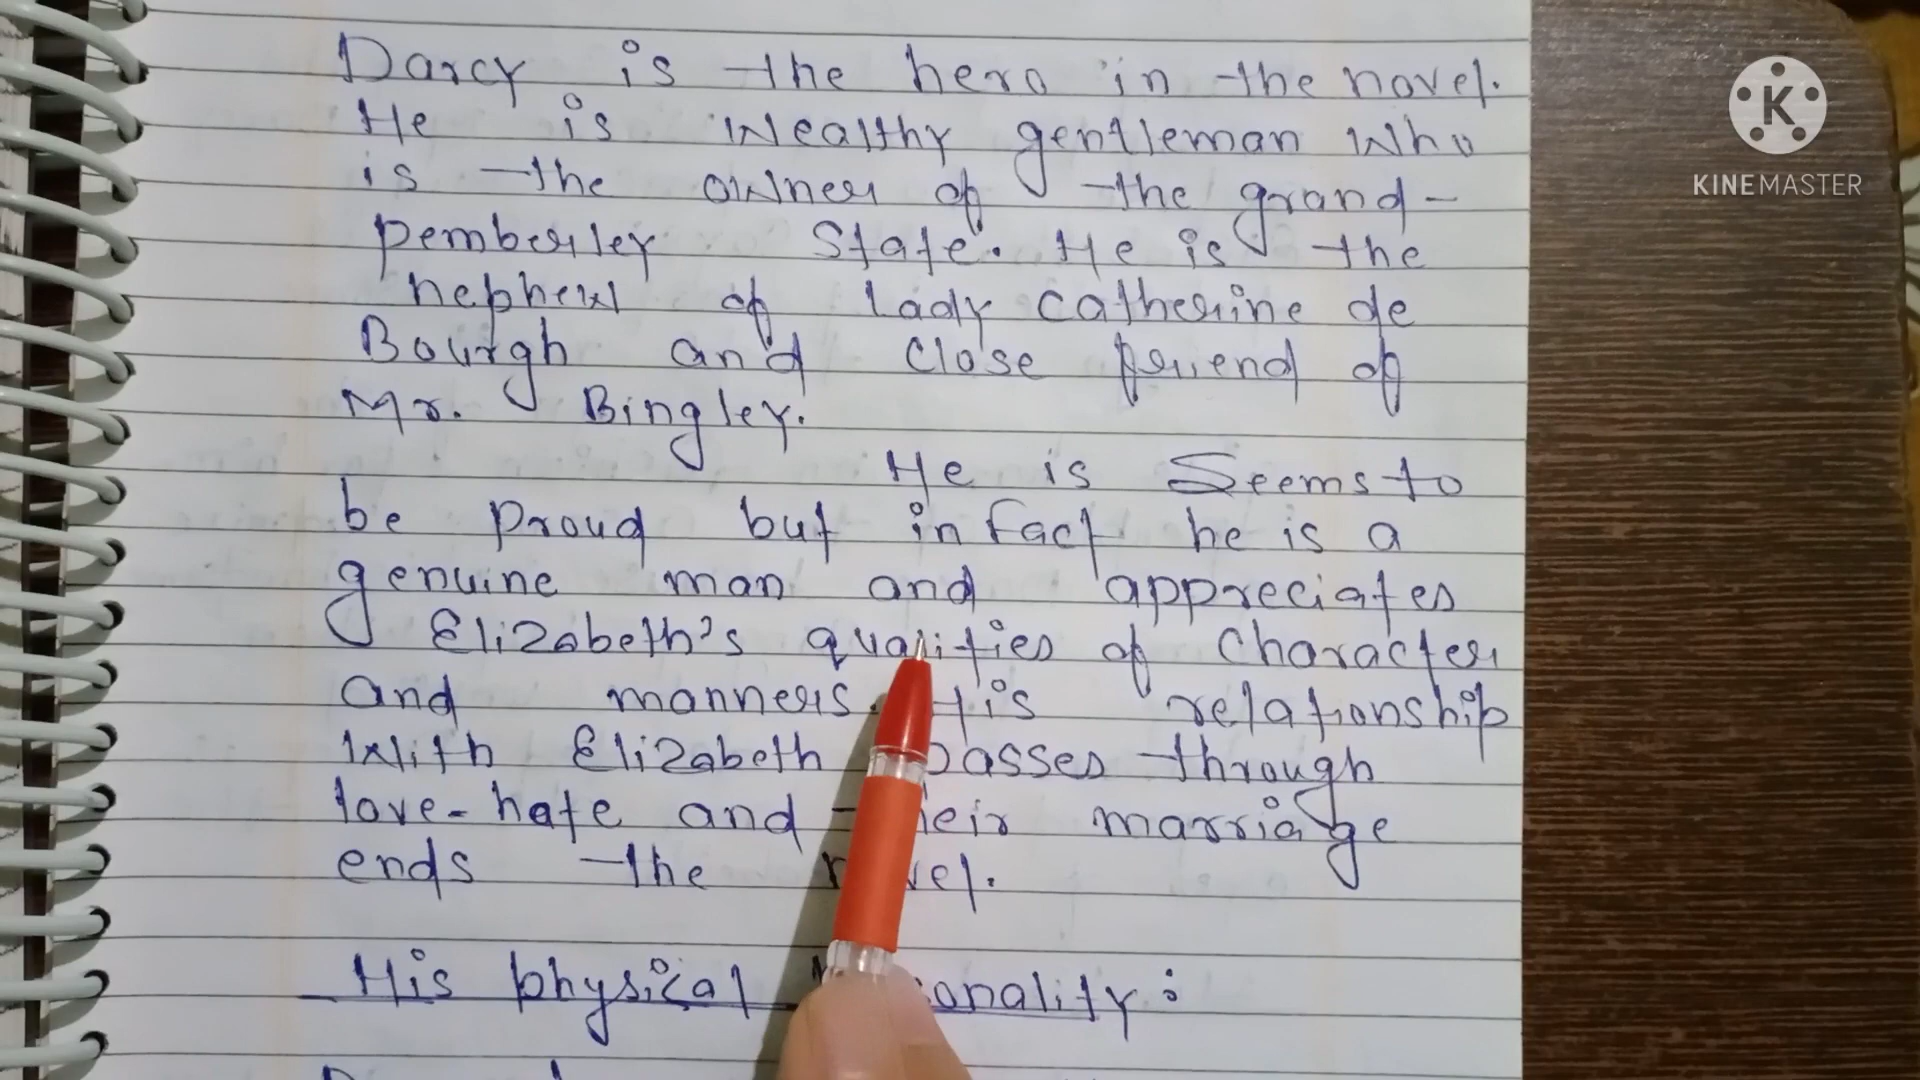 Darcy is the hero in the novel.
He is wealthy gentleman who
is the owner of the grand-
pemberley State. He is the
nephew of lady catherine de
Bourgh and close friend of
Mr. Bingley.
He is Seems to
be proud but in fact he is a
genuine man and appreciates
Elizabeth's qualities of character
and manners. His relationship
with Elizabeth passes through
love-hate and their marriage
ends the novel.
His physical
K
KINEMASTER